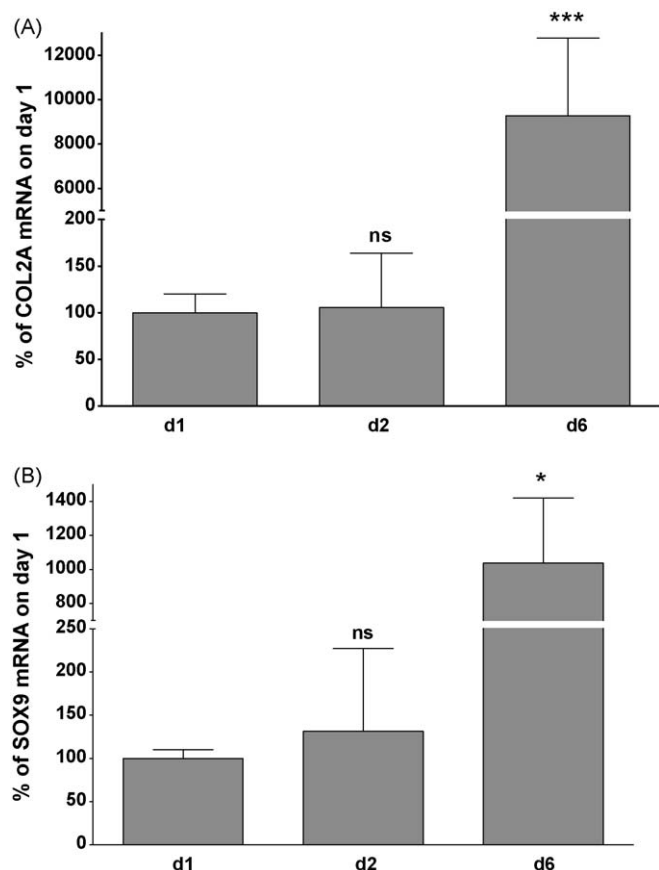 (A)
% of COL2A mRNA on day 1
***
12000
10000
8000
6000
200
ns
150
100
50
0
d1 d2 d6
(B)
% of SOX9 mRNA on day 1
*
1400
1200
1000
800
250
ns
200
150
100
50
0
d1 d2 d6